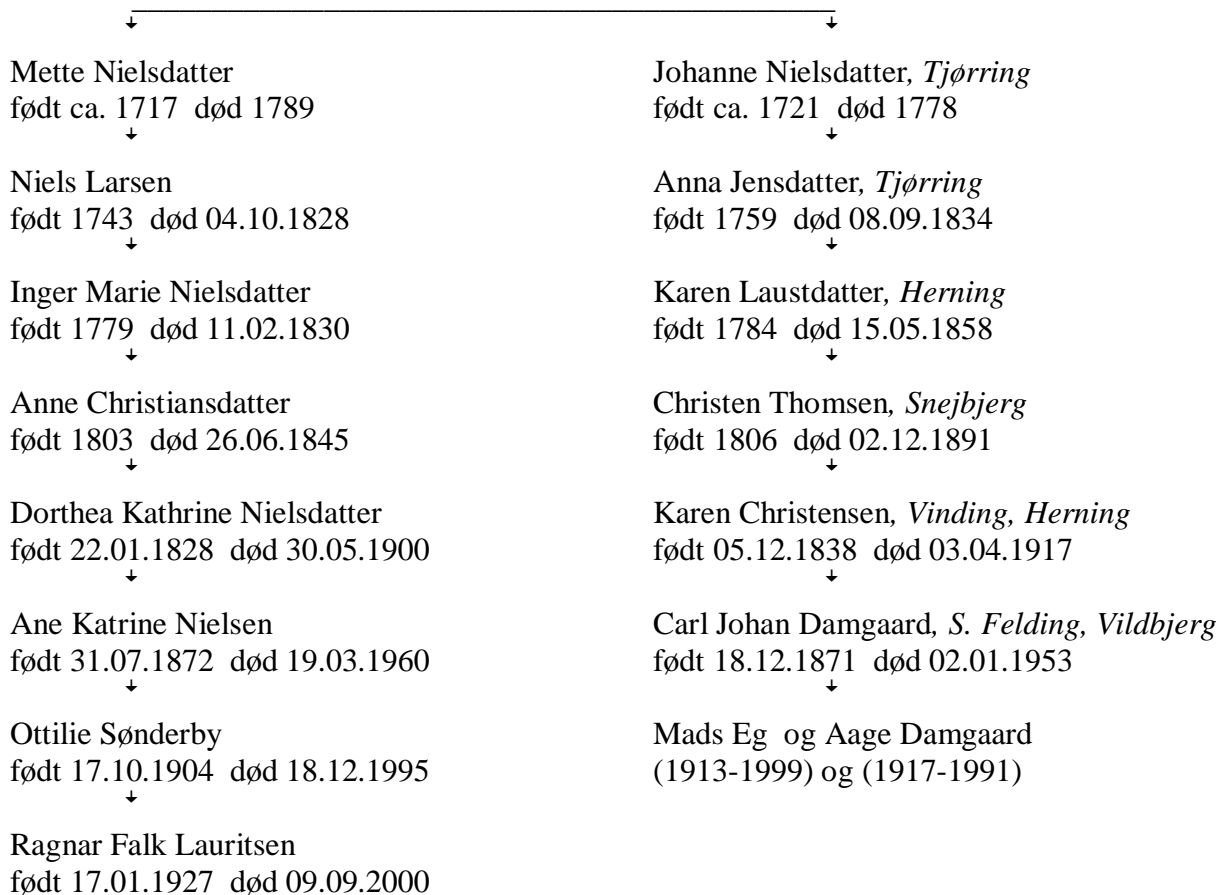 Mette Nielsdatter
født ca. 1717 død 1789
Niels Larsen
født 1743 død 04.10.1828
Inger Marie Nielsdatter
født 1779 død 11.02.1830
Anne Christiansdatter
født 1803 død 26.06.1845
Dorthea Kathrine Nielsdatter
født 22.01.1828 død 30.05.1900
Ane Katrine Nielsen
født 31.07.1872 død 19.03.1960
Ottilie Sønderby
født 17.10.1904 død 18.12.1995
Ragnar Falk Lauritsen
født 17.01.1927 død 09.09.2000
Johanne Nielsdatter, Tjørring
født ca. 1721 død 1778
Anna Jensdatter, Tjørring
født 1759 død 08.09.1834
Karen Laustdatter, Herning
født 1784 død 15.05.1858
Christen Thomsen, Snejbjerg
født 1806 død 02.12.1891
Karen Christensen, Vinding, Herning
født 05.12.1838 død 03.04.1917
Carl Johan Damgaard, S. Felding, Vildbjerg
født 18.12.1871 død 02.01.1953
Mads Eg og Aage Damgaard
(1913-1999) og (1917-1991)